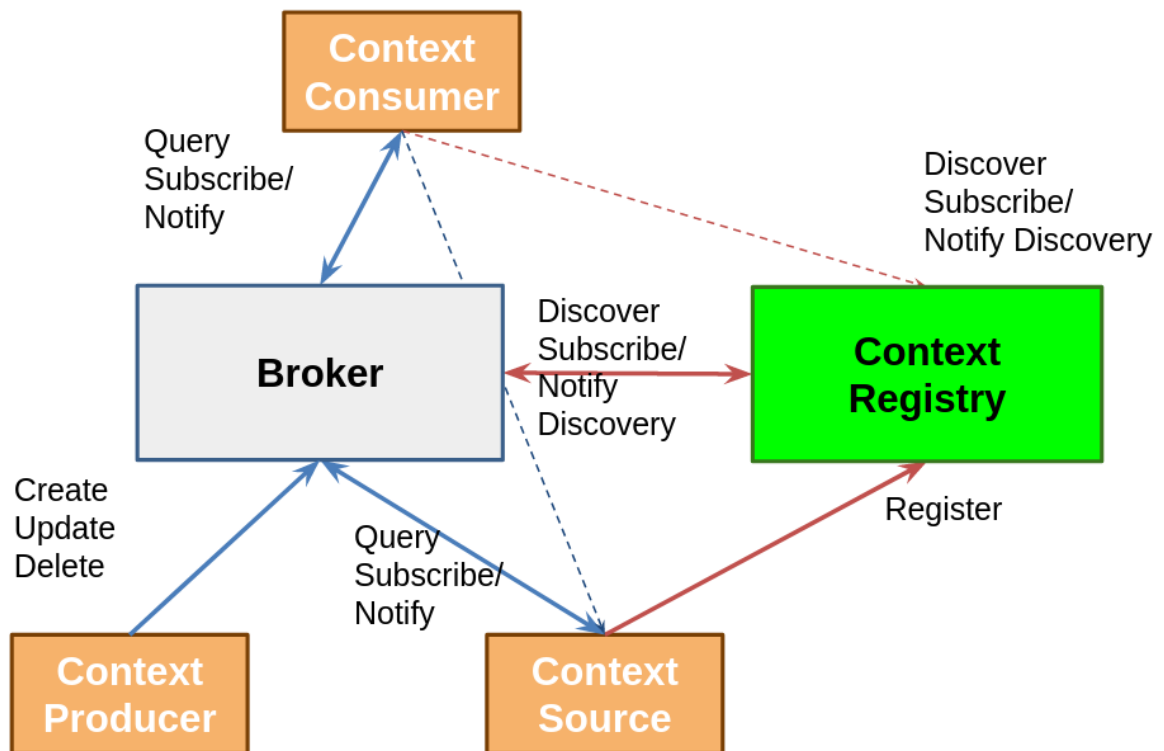 Context
Consumer
Query
Subscribe/
Notify
Discover
Subscribe/
Notify Discovery
Broker
Discover
Subscribe/
Notify
Discovery
Context
Registry
Create
Update
Delete
Query
Subscribe/
Notify
Register
Context
Producer
Context
Source